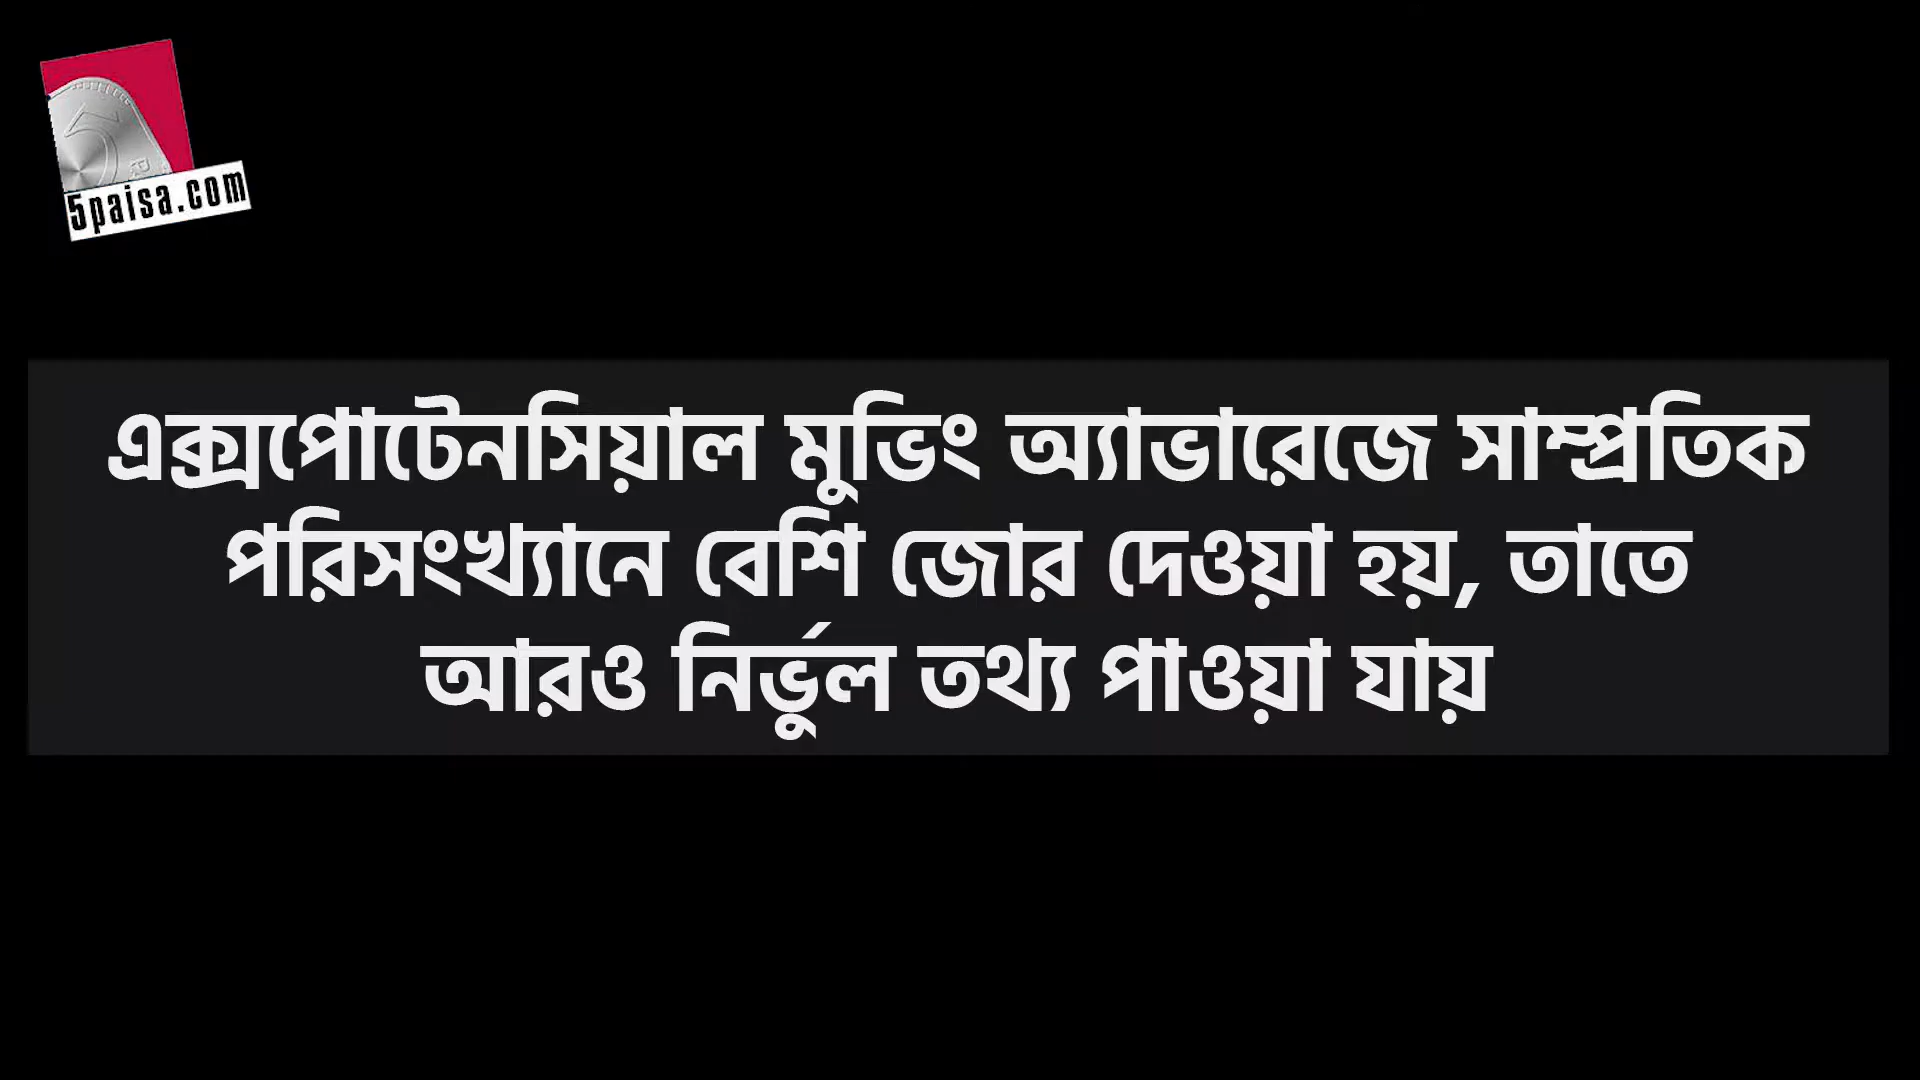 5paisa.com
এক্সপোটেনসিয়াল মুভিং অ্যাভারেজে সাম্প্রতিক
পরিসংখ্যানে বেশি জোর দেওয়া হয়, তাতে
আরও নির্ভুল তথ্য পাওয়া যায়